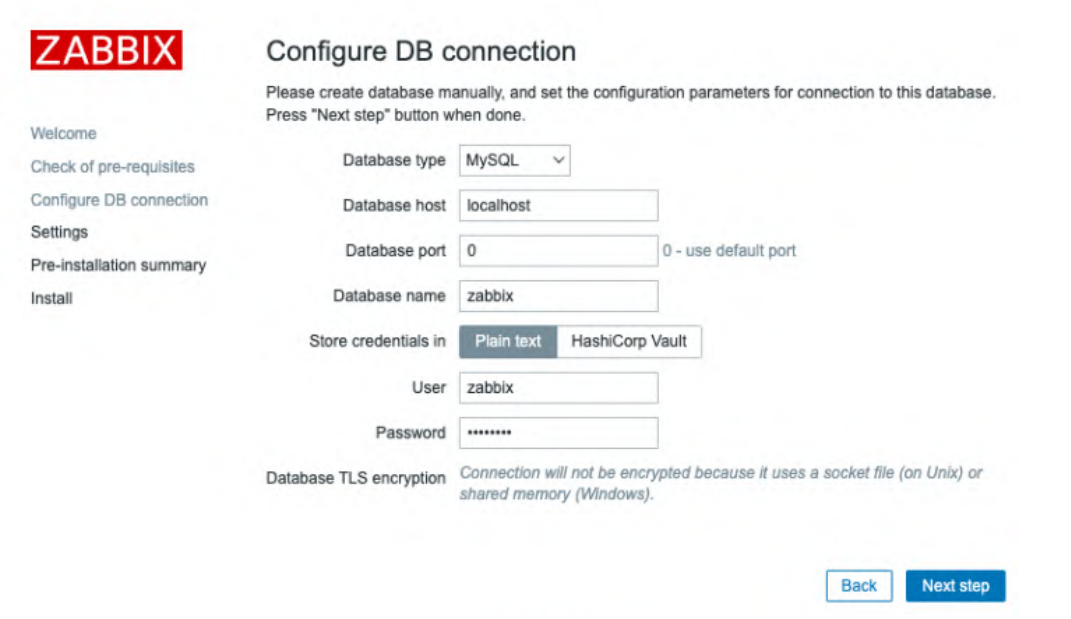 ZABBIX
Welcome
Check of pre-requisites
Configure DB connection
Settings
Pre-installation summary
Install
Configure DB connection
Please create database manually, and set the configuration parameters for connection to this database.
Press "Next step" button when done.
Database type MySQL
Database host localhost
Database port 0 0 - use default port
Database name zabbix
Store credentials in Plain text HashiCorp Vault
User zabbix
Password ••••••••
Database TLS encryption Connection will not be encrypted because it uses a socket file (on Unix) or
shared memory (Windows).
Back Next step